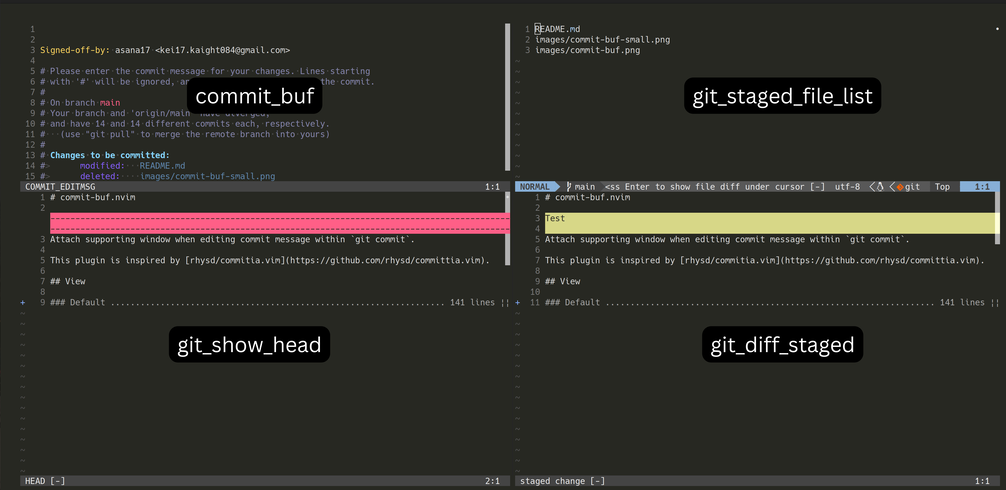 1
2
3 Signed-off-by: asana17 <kei17.kaight084@gmail.com>
4
5 # Please enter the commit message for your changes. Lines starting
6 # with '#' will be ignored, an the commit.
7 #
8 # On branch main
9 # Your branch and 'origin/main' have diverged,
10 # and have 14 and 14 different commits each, respectively.
11 # (use "git pull" to merge the remote branch into yours)
12 #
13 # Changes to be committed:
14 #> modified: README.md
15 #> deleted: images/commit-buf-small.png
COMMIT_EDITMSG 1:1
commit_buf
1 README.md
2 images/commit-buf-small.png
3 images/commit-buf.png
git_staged_file_list
NORMAL main <ss Enter to show file diff under cursor [-] utf-8 git Top 1:1
1 # commit-buf.nvim
2
3 Attach supporting window when editing commit message within `git commit`.
4
5 This plugin is inspired by [rhysd/committia.vim](https://github.com/rhysd/committia.vim).
6
7 ## View
8
+ 9 ### Default ................................................................ 141 lines
git_show_head
HEAD [-] 2:1
1 # commit-buf.nvim
2
3 Test
4
5 Attach supporting window when editing commit message within `git commit`.
6
7 This plugin is inspired by [rhysd/committia.vim](https://github.com/rhysd/committia.vim).
8
9 ## View
10
+ 11 ### Default ................................................................ 141 lines
git_diff_staged
staged change [-] 1:1